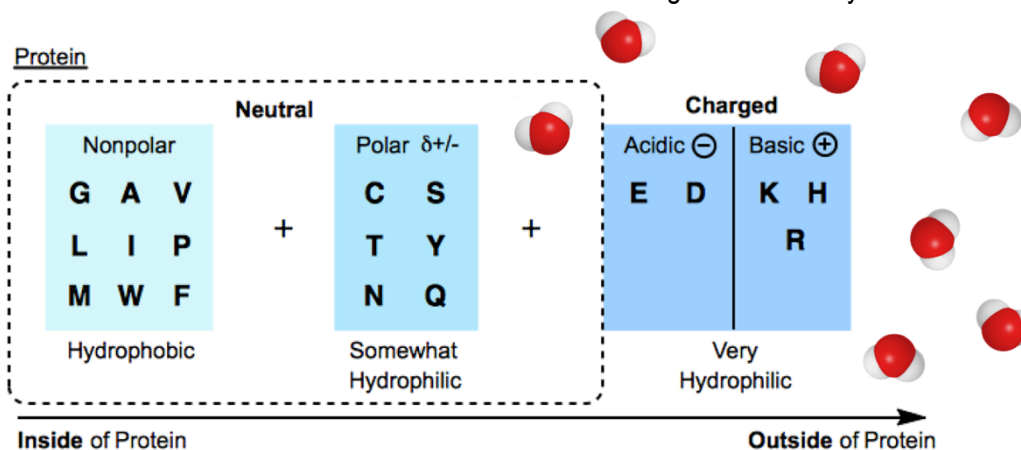 Protein
Neutral
Charged
Nonpolar
Polar δ+/-
Acidic ⊖
Basic ⊕
G A V
C S
E D
K H
L I P
T Y
R
M W F
N Q
+
+
Hydrophobic
Somewhat
Hydrophilic
Very
Hydrophilic
Inside of Protein
Outside of Protein